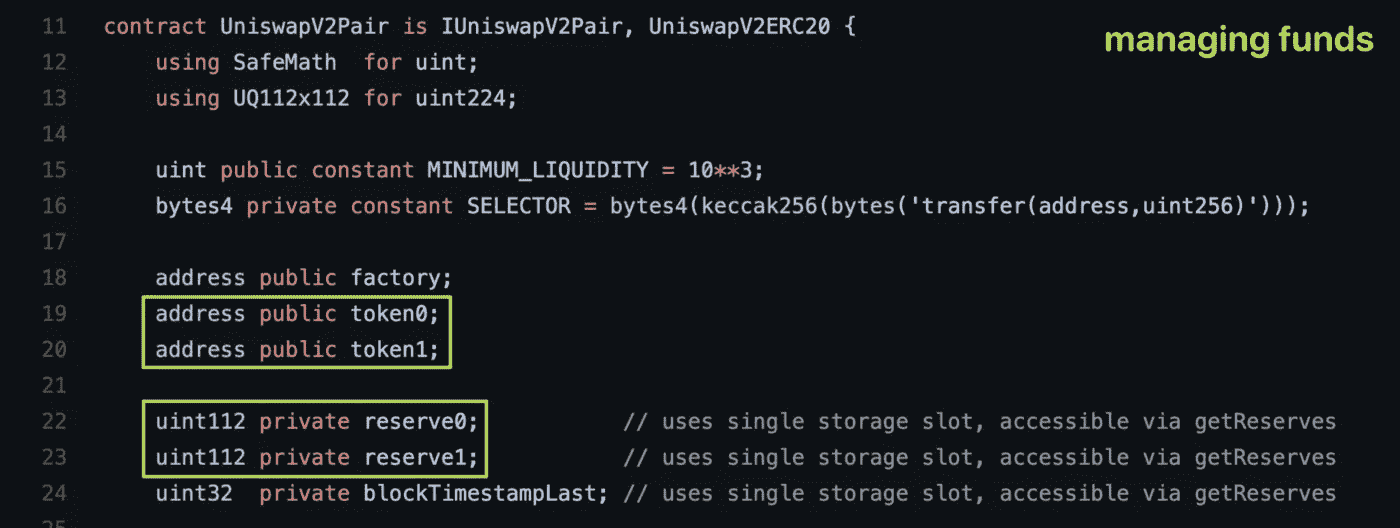 managing funds
11 contract UniswapV2Pair is IUniswapV2Pair, UniswapV2ERC20 {
12 using SafeMath  for uint;
13 using UQ112x112 for uint224;
14
15 uint public constant MINIMUM_LIQUIDITY = 10**3;
16 bytes4 private constant SELECTOR = bytes4(keccak256(bytes('transfer(address,uint256)')));
17
18 address public factory;
19 address public token0;
20 address public token1;
21
22 uint112 private reserve0;           // uses single storage slot, accessible via getReserves
23 uint112 private reserve1;           // uses single storage slot, accessible via getReserves
24 uint32  private blockTimestampLast; // uses single storage slot, accessible via getReserves
25